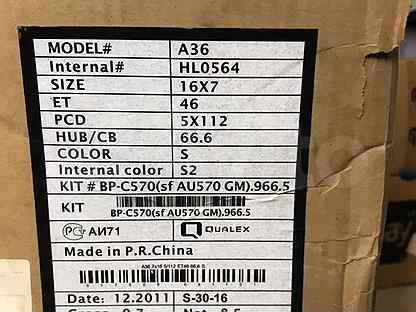 MODEL# A36
Internal# HL0564
SIZE 16X7
ET 46
PCD 5X112
HUB/CB 66.6
COLOR S
Internal color S2
KIT # BP-C570(sf AU570 GM).966.5
KIT BP-C570(sf AU570 GM).966.5
АИ71 QUALEX
Made in P.R.China
Date: 12.2011 S-30-16